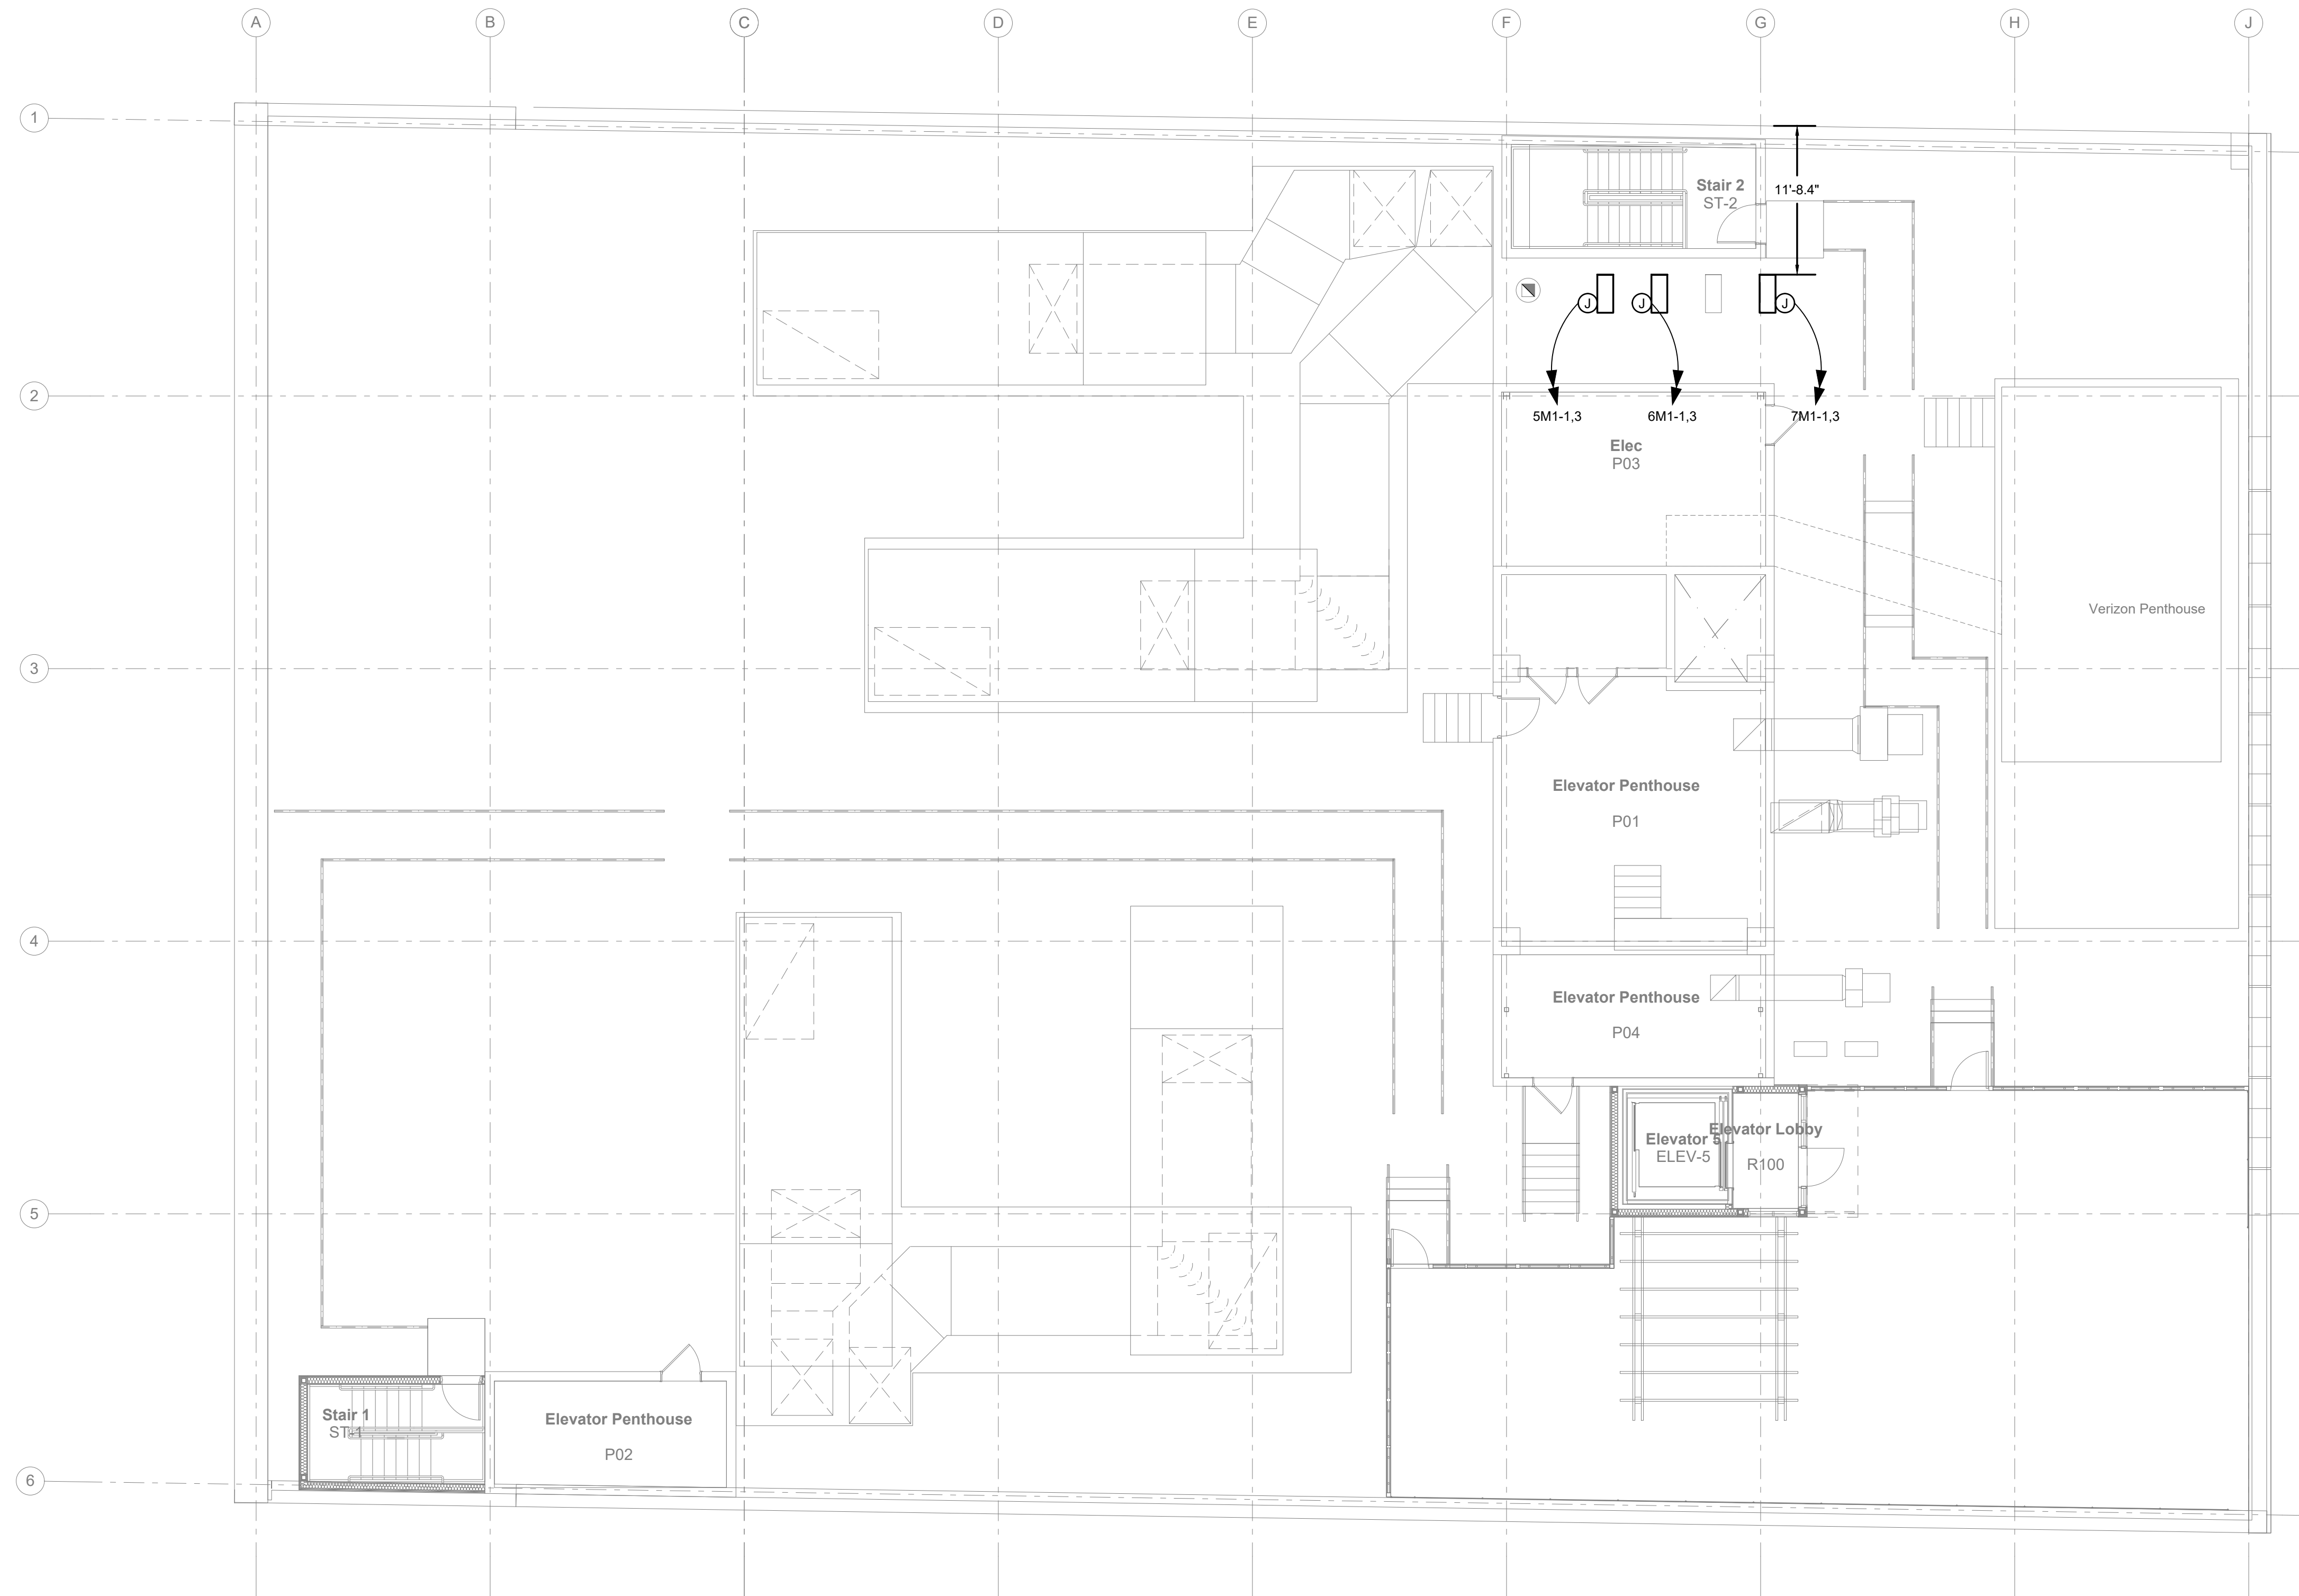 A
B
C
D
E
F
G
H
J
1
Stair 2
ST-2
11'-8.4"
J
J
J
2
5M1-1,3
6M1-1,3
7M1-1,3
Elec
P03
Verizon Penthouse
3
Elevator Penthouse
P01
4
Elevator Penthouse
P04
Elevator Lobby
R100
Elevator 5
ELEV-5
5
Stair 1
ST-1
Elevator Penthouse
P02
6